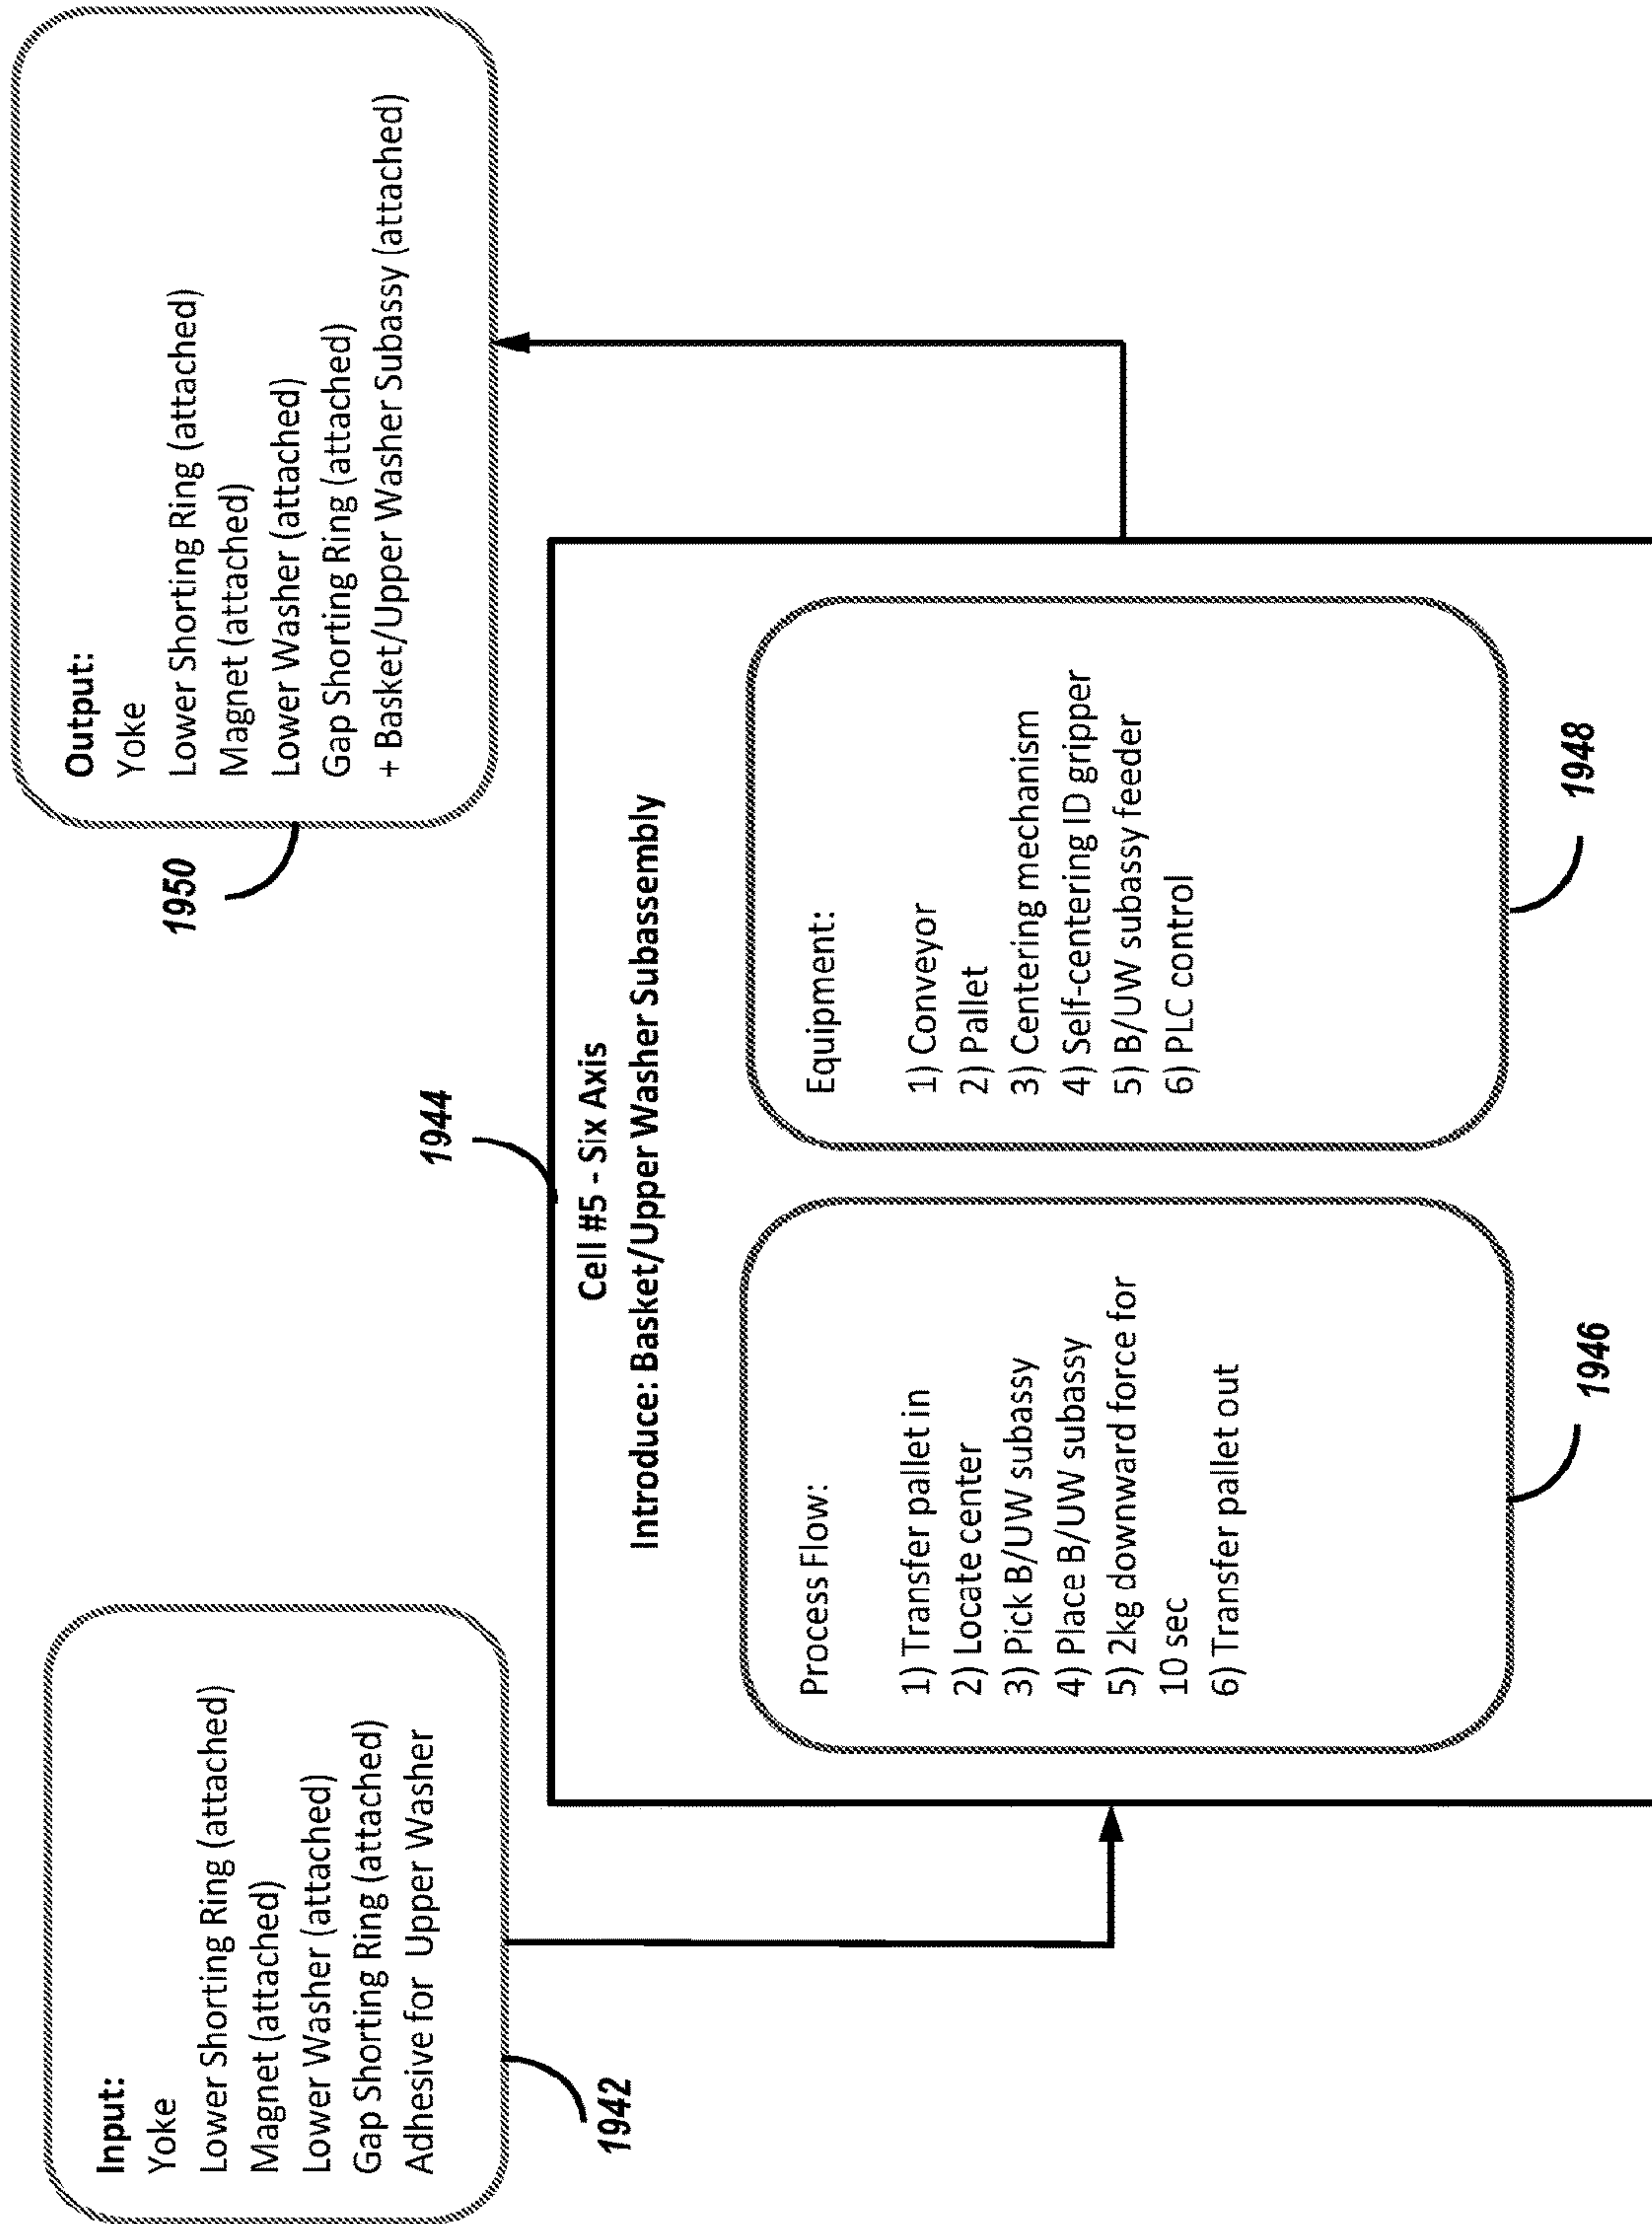 Input:
Yoke
Lower Shorting Ring (attached)
Magnet (attached)
Lower Washer (attached)
Gap Shorting Ring (attached)
Adhesive for Upper Washer
1942
1944
Cell #5 - Six Axis
Introduce: Basket/Upper Washer Subassembly
Process Flow:
1) Transfer pallet in
2) Locate center
3) Pick B/UW subassy
4) Place B/UW subassy
5) 2kg downward force for
10 sec
6) Transfer pallet out
1946
Equipment:
1) Conveyor
2) Pallet
3) Centering mechanism
4) Self-centering ID gripper
5) B/UW subassy feeder
6) PLC control
1948
Output:
Yoke
Lower Shorting Ring (attached)
Magnet (attached)
Lower Washer (attached)
Gap Shorting Ring (attached)
+ Basket/Upper Washer Subassy (attached)
1950